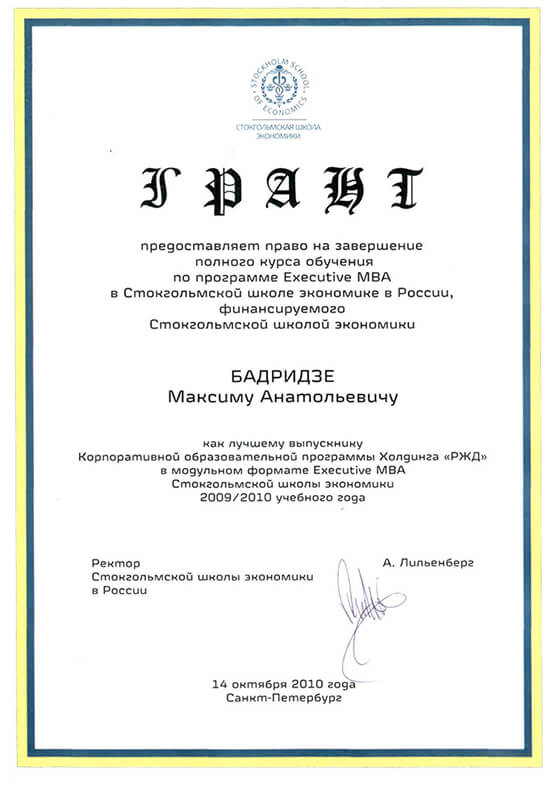 STOCKHOLM SCHOOL
OF ECONOMICS
СТОКГОЛЬМСКАЯ ШКОЛА
ЭКОНОМИКИ
ГРАНТ
предоставляет право на завершение
полного курса обучения
по программе Executive MBA
в Стокгольмской школе экономике в России,
финансируемого
Стокгольмской школой экономики
БАДРИДЗЕ
Максиму Анатольевичу
как лучшему выпускнику
Корпоративной образовательной программы Холдинга «РЖД»
в модульном формате Executive MBA
Стокгольмской школы экономики
2009/2010 учебного года
Ректор
Стокгольмской школы экономики
в России
А. Лильенберг
14 октября 2010 года
Санкт-Петербург